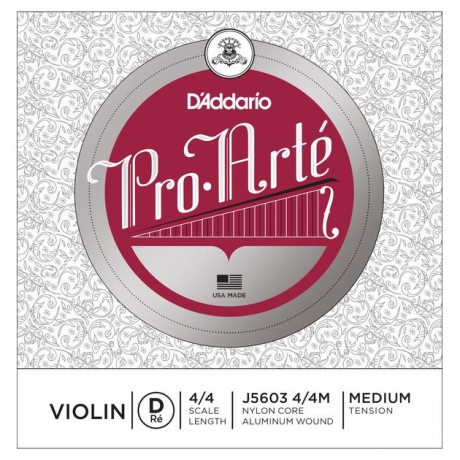 D'Addario
Pro·Arté
USA MADE
VIOLIN
D
Ré
4/4
SCALE
LENGTH
J5603 4/4M
NYLON CORE
ALUMINUM WOUND
MEDIUM
TENSION